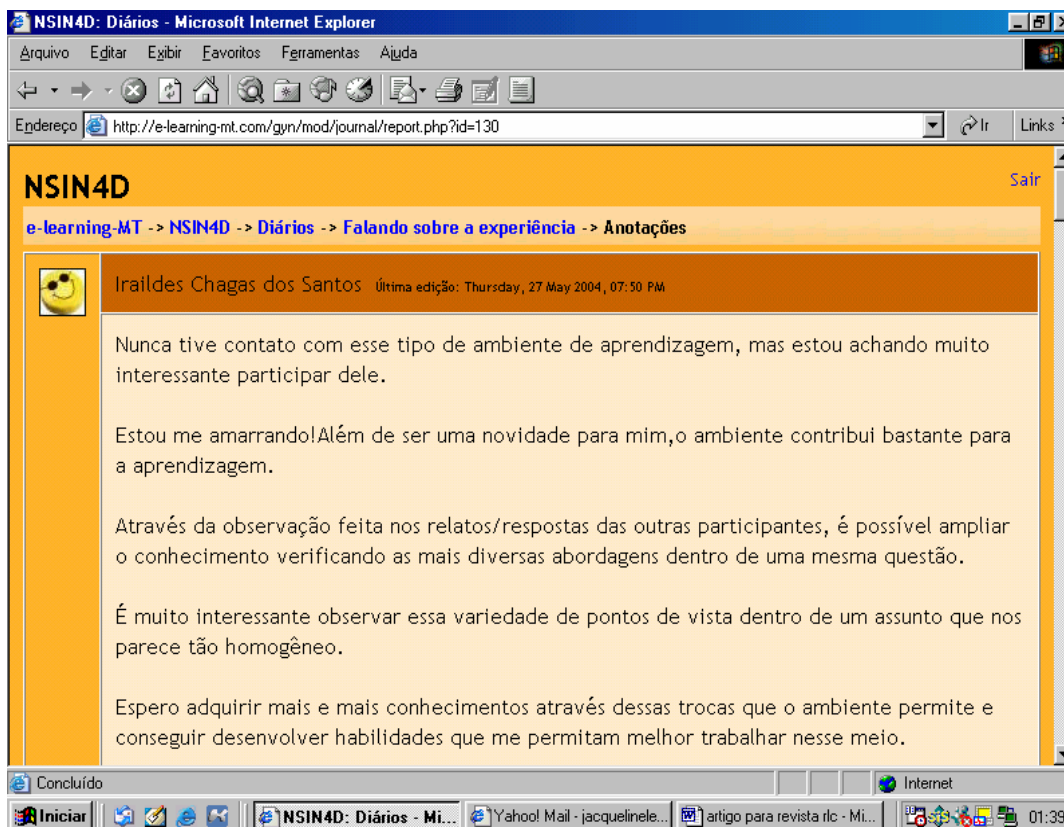 NSIN4D: Diários - Microsoft Internet Explorer
Arquivo Editar Exibir Favoritos Ferramentas Ajuda
Endereço http://e-learning-mt.com/gyn/mod/journal/report.php?id=130 Ir Links
NSIN4D Sair
e-learning-MT -> NSIN4D -> Diários -> Falando sobre a experiência -> Anotações
Iraildes Chagas dos Santos Última edição: Thursday, 27 May 2004, 07:50 PM
Nunca tive contato com esse tipo de ambiente de aprendizagem, mas estou achando muito
interessante participar dele.
Estou me amarrando!Além de ser uma novidade para mim,o ambiente contribui bastante para
a aprendizagem.
Através da observação feita nos relatos/respostas das outras participantes, é possível ampliar
o conhecimento verificando as mais diversas abordagens dentro de uma mesma questão.
É muito interessante observar essa variedade de pontos de vista dentro de um assunto que nos
parece tão homogêneo.
Espero adquirir mais e mais conhecimentos através dessas trocas que o ambiente permite e
conseguir desenvolver habilidades que me permitam melhor trabalhar nesse meio.
Concluído Internet
Iniciar NSIN4D: Diários - Mi... Yahoo! Mail - jacquelinele... artigo para revista rlc - Mi...